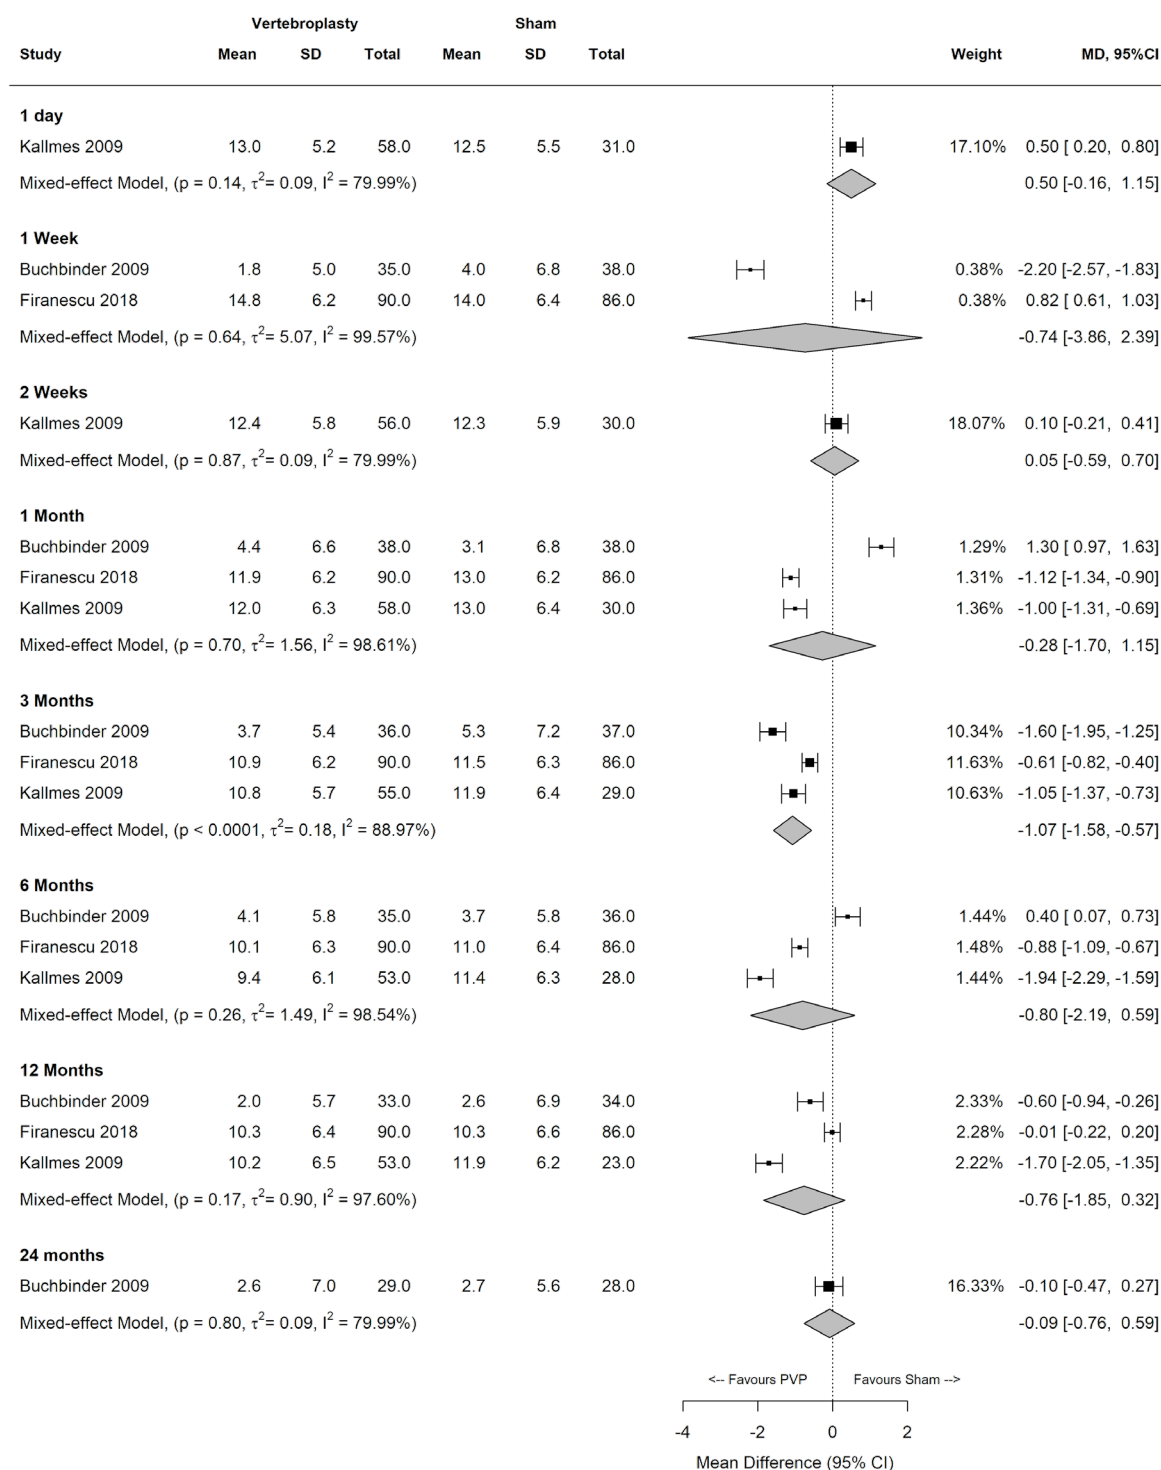 Vertebroplasty Sham
Study Mean SD Total Mean SD Total Weight MD, 95%CI
1 day
Kallmes 2009 13.0 5.2 58.0 12.5 5.5 31.0 17.10% 0.50 [ 0.20, 0.80]
Mixed-effect Model, (p = 0.14, τ²= 0.09, I² = 79.99%) 0.50 [-0.16, 1.15]
1 Week
Buchbinder 2009 1.8 5.0 35.0 4.0 6.8 38.0 0.38% -2.20 [-2.57, -1.83]
Firanescu 2018 14.8 6.2 90.0 14.0 6.4 86.0 0.38% 0.82 [ 0.61, 1.03]
Mixed-effect Model, (p = 0.64, τ²= 5.07, I² = 99.57%) -0.74 [-3.86, 2.39]
2 Weeks
Kallmes 2009 12.4 5.8 56.0 12.3 5.9 30.0 18.07% 0.10 [-0.21, 0.41]
Mixed-effect Model, (p = 0.87, τ²= 0.09, I² = 79.99%) 0.05 [-0.59, 0.70]
1 Month
Buchbinder 2009 4.4 6.6 38.0 3.1 6.8 38.0 1.29% 1.30 [ 0.97, 1.63]
Firanescu 2018 11.9 6.2 90.0 13.0 6.2 86.0 1.31% -1.12 [-1.34, -0.90]
Kallmes 2009 12.0 6.3 58.0 13.0 6.4 30.0 1.36% -1.00 [-1.31, -0.69]
Mixed-effect Model, (p = 0.70, τ²= 1.56, I² = 98.61%) -0.28 [-1.70, 1.15]
3 Months
Buchbinder 2009 3.7 5.4 36.0 5.3 7.2 37.0 10.34% -1.60 [-1.95, -1.25]
Firanescu 2018 10.9 6.2 90.0 11.5 6.3 86.0 11.63% -0.61 [-0.82, -0.40]
Kallmes 2009 10.8 5.7 55.0 11.9 6.4 29.0 10.63% -1.05 [-1.37, -0.73]
Mixed-effect Model, (p < 0.0001, τ²= 0.18, I² = 88.97%) -1.07 [-1.58, -0.57]
6 Months
Buchbinder 2009 4.1 5.8 35.0 3.7 5.8 36.0 1.44% 0.40 [ 0.07, 0.73]
Firanescu 2018 10.1 6.3 90.0 11.0 6.4 86.0 1.48% -0.88 [-1.09, -0.67]
Kallmes 2009 9.4 6.1 53.0 11.4 6.3 28.0 1.44% -1.94 [-2.29, -1.59]
Mixed-effect Model, (p = 0.26, τ²= 1.49, I² = 98.54%) -0.80 [-2.19, 0.59]
12 Months
Buchbinder 2009 2.0 5.7 33.0 2.6 6.9 34.0 2.33% -0.60 [-0.94, -0.26]
Firanescu 2018 10.3 6.4 90.0 10.3 6.6 86.0 2.28% -0.01 [-0.22, 0.20]
Kallmes 2009 10.2 6.5 53.0 11.9 6.2 23.0 2.22% -1.70 [-2.05, -1.35]
Mixed-effect Model, (p = 0.17, τ²= 0.90, I² = 97.60%) -0.76 [-1.85, 0.32]
24 months
Buchbinder 2009 2.6 7.0 29.0 2.7 5.6 28.0 16.33% -0.10 [-0.47, 0.27]
Mixed-effect Model, (p = 0.80, τ²= 0.09, I² = 79.99%) -0.09 [-0.76, 0.59]
<-- Favours PVP Favours Sham -->
-4 -2 0 2
Mean Difference (95% CI)